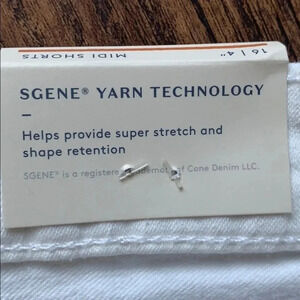 MIDI SHORTS 16 | 4"
SGENE® YARN TECHNOLOGY
Helps provide super stretch and
shape retention
SGENE® is a registered of Cone Denim LLC.